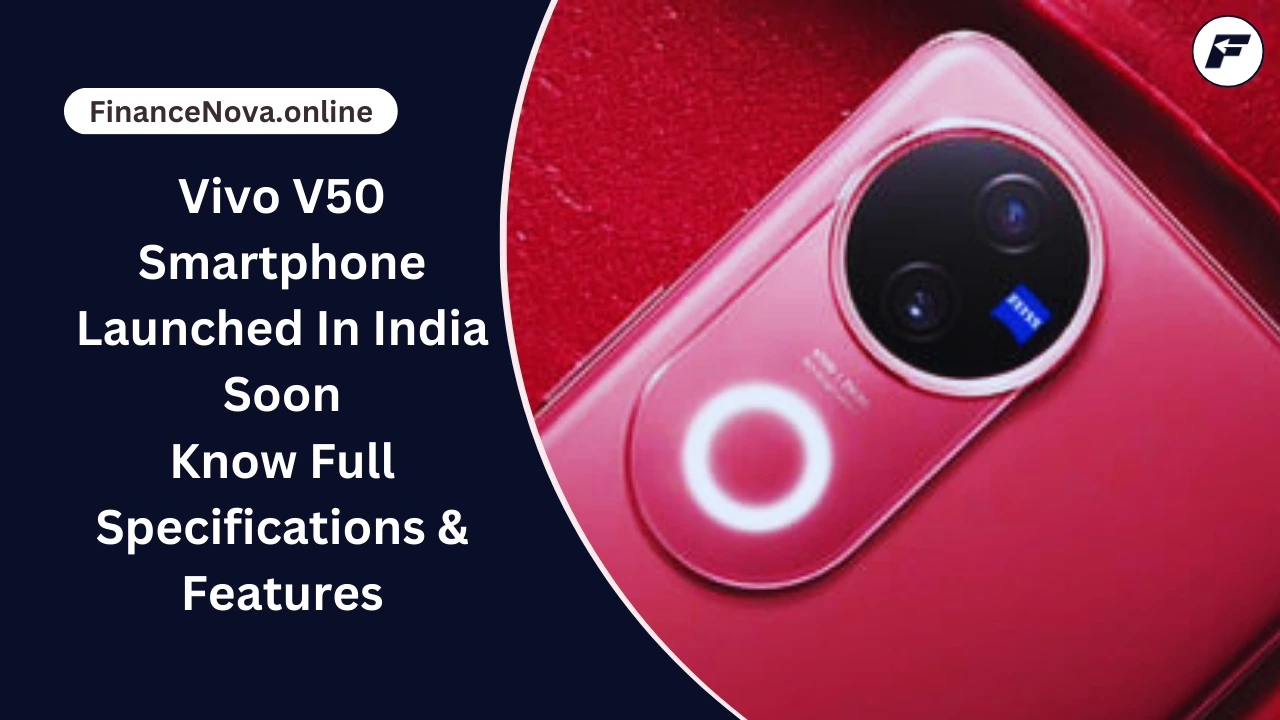 FinanceNova.online
Vivo V50
Smartphone
Launched In India
Soon
Know Full
Specifications &
Features
ZEISS